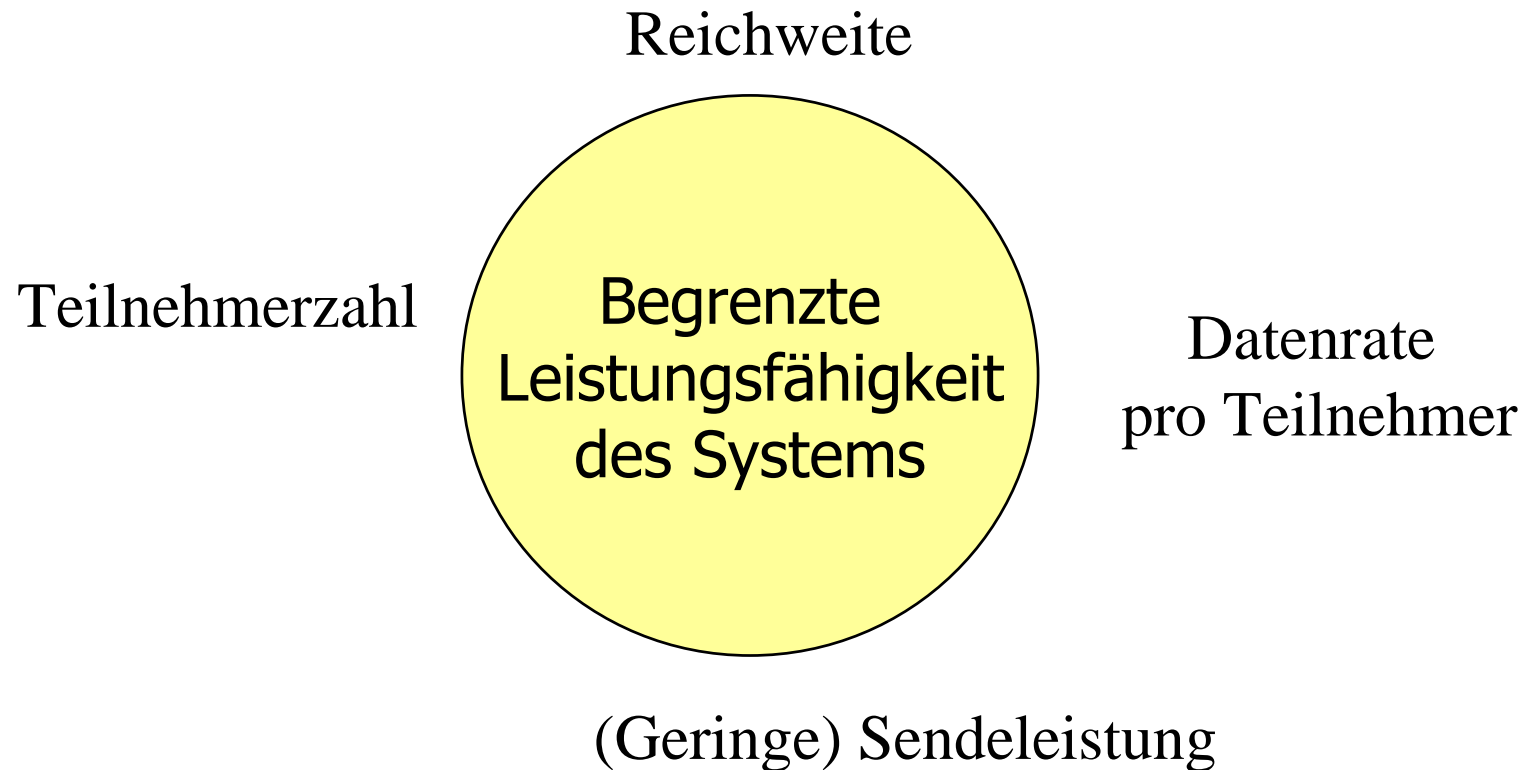 Reichweite
Teilnehmerzahl
Begrenzte
Leistungsfähigkeit
des Systems
Datenrate
pro Teilnehmer
(Geringe) Sendeleistung